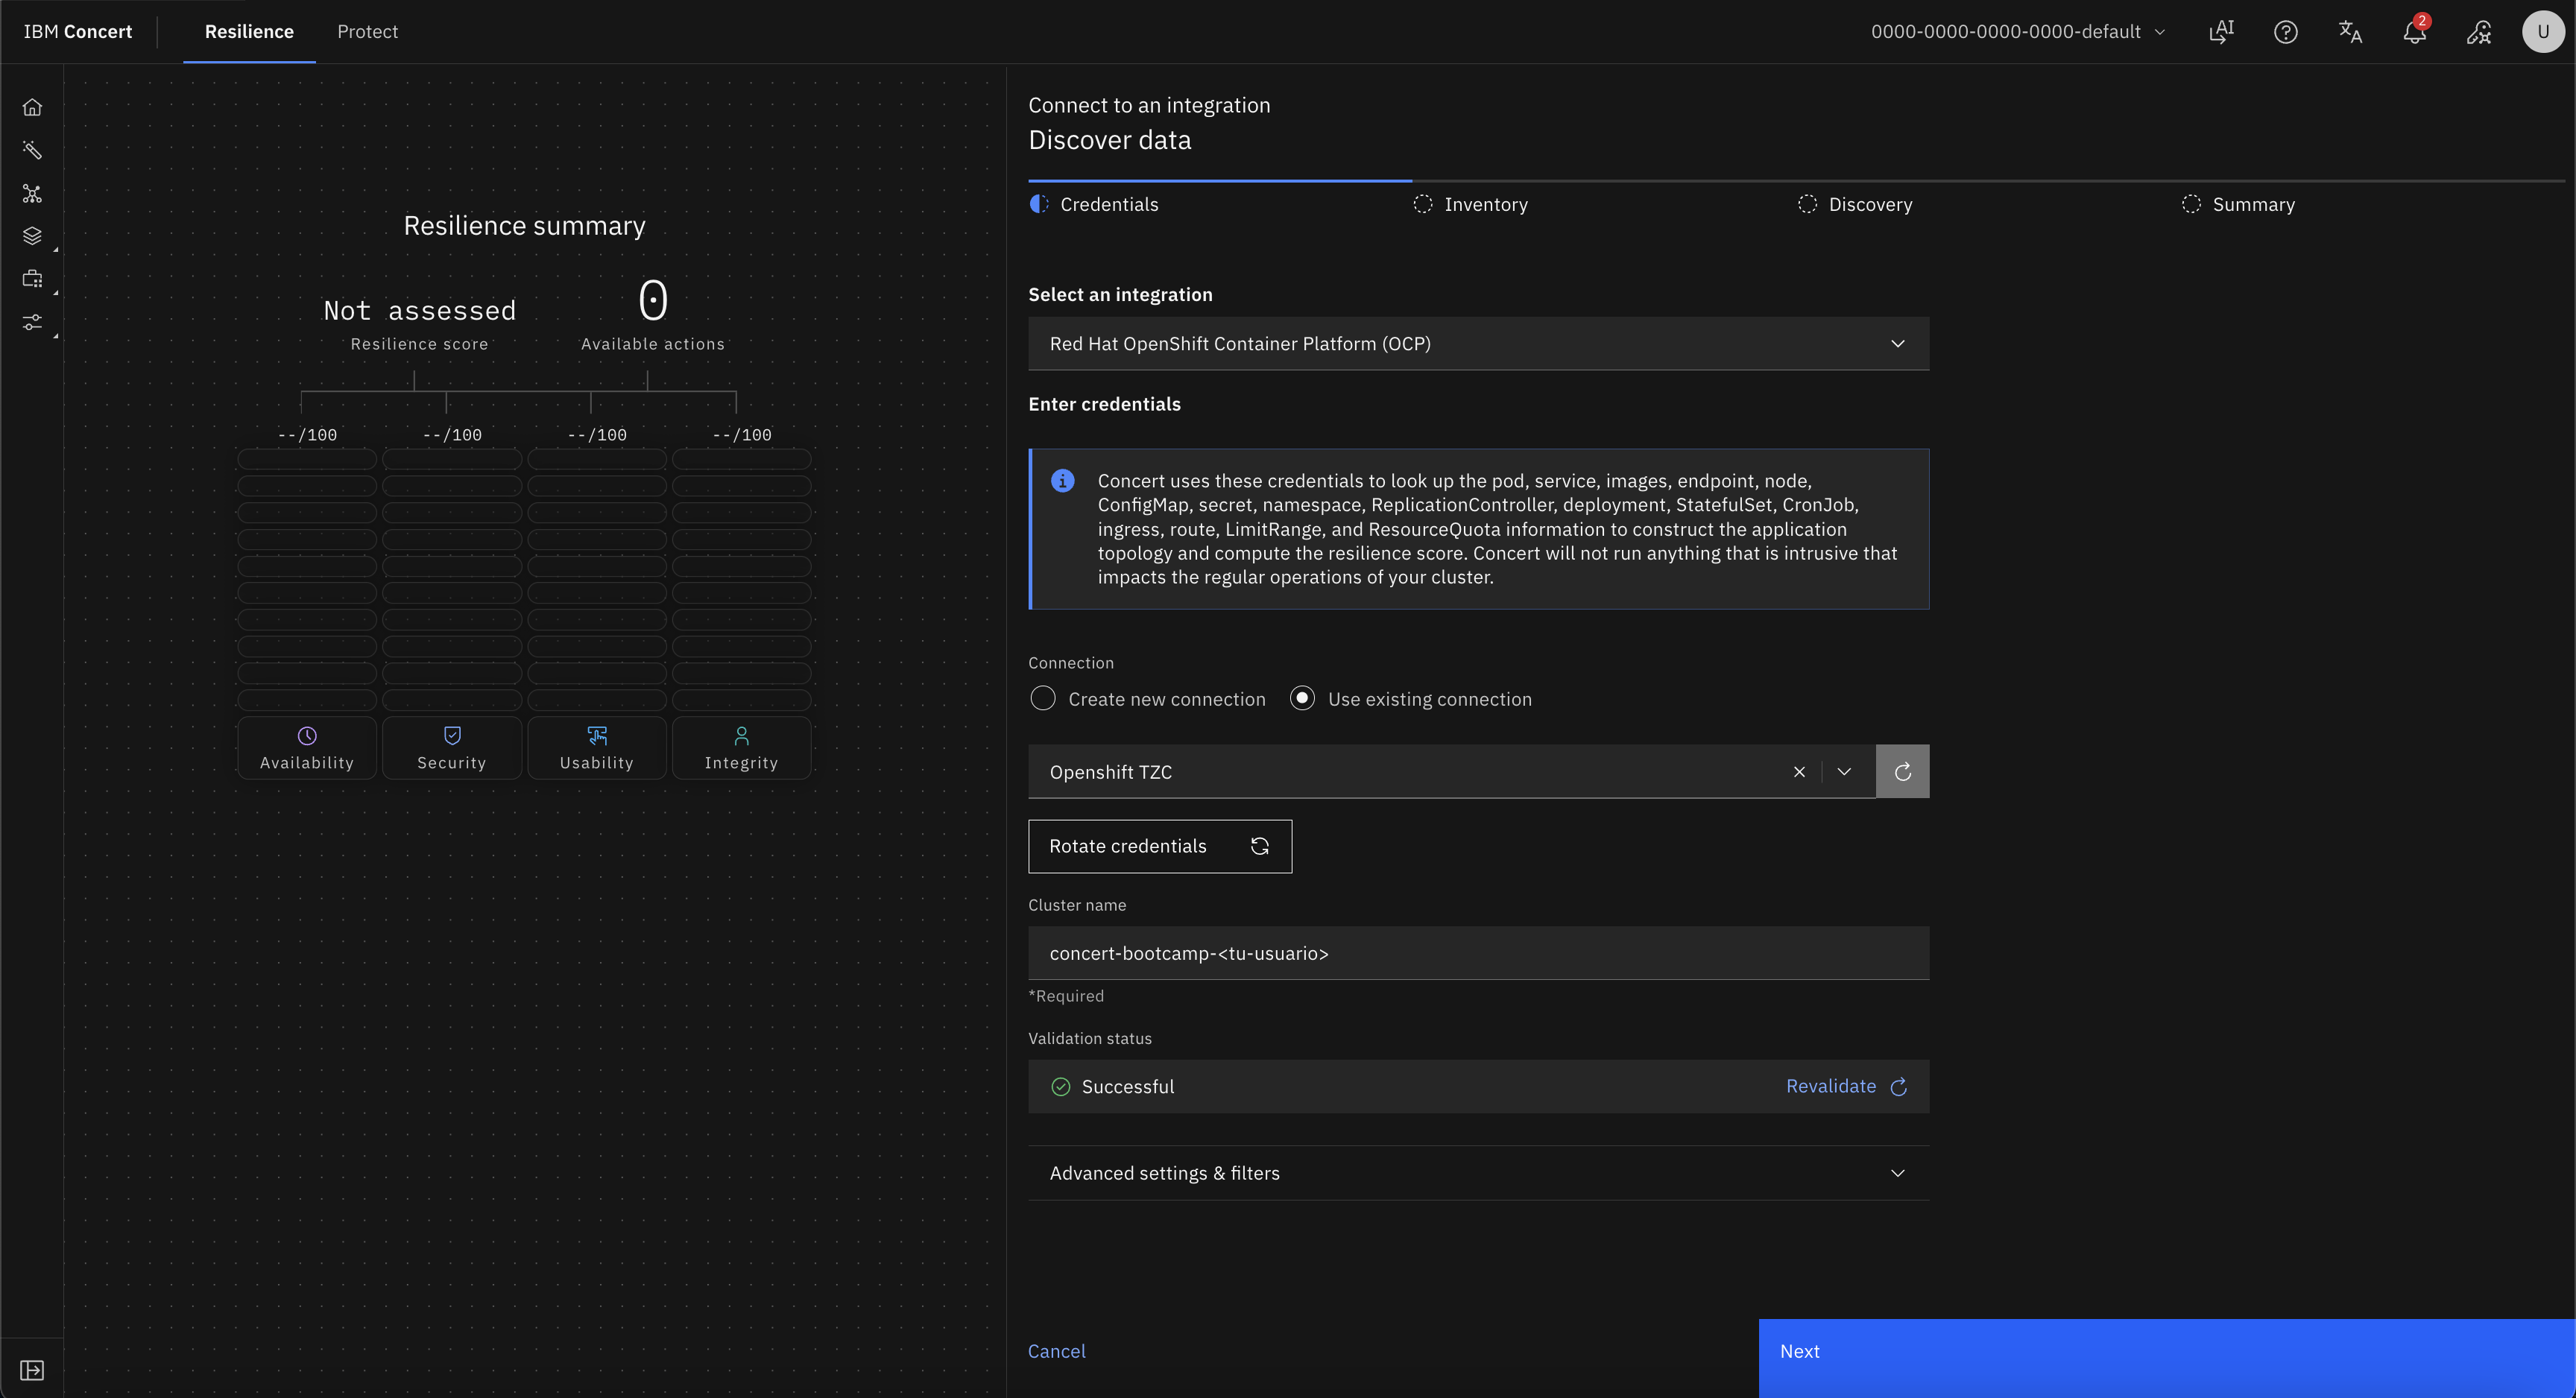 IBM Concert
Resilience
Protect
0000-0000-0000-0000-default
AI
2
U
Resilience summary
Not assessed
0
Resilience score
Available actions
--/100
--/100
--/100
--/100
Availability
Security
Usability
Integrity
Connect to an integration
Discover data
Credentials
Inventory
Discovery
Summary
Select an integration
Red Hat OpenShift Container Platform (OCP)
Enter credentials
Concert uses these credentials to look up the pod, service, images, endpoint, node,
ConfigMap, secret, namespace, ReplicationController, deployment, StatefulSet, CronJob,
ingress, route, LimitRange, and ResourceQuota information to construct the application
topology and compute the resilience score. Concert will not run anything that is intrusive that
impacts the regular operations of your cluster.
Connection
Create new connection
Use existing connection
Openshift TZC
Rotate credentials
Cluster name
concert-bootcamp-<tu-usuario>
*Required
Validation status
Successful
Revalidate
Advanced settings & filters
Cancel
Next